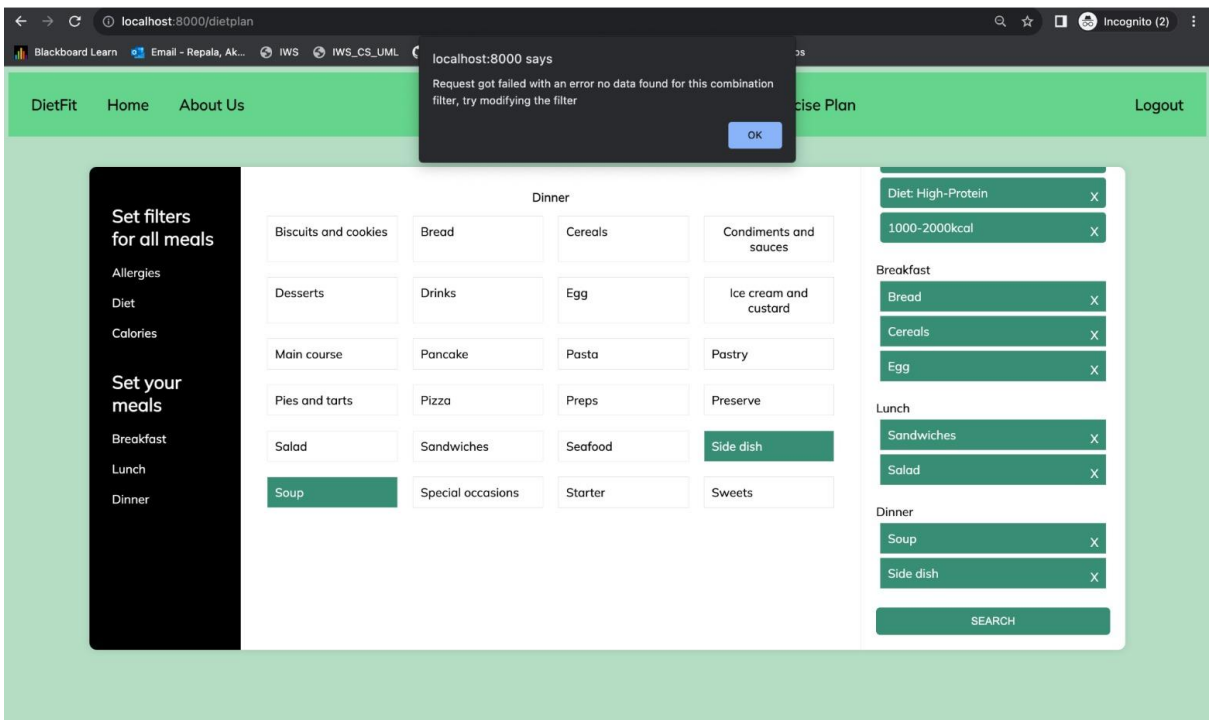 localhost:8000/dietplan
Incognito (2)
Blackboard Learn Email - Repala, Ak... IWS IWS_CS_UML
localhost:8000 says
Request got failed with an error no data found for this combination
filter, try modifying the filter
OK
DietFit Home About Us cise Plan Logout
Set filters
for all meals
Allergies
Diet
Calories
Set your
meals
Breakfast
Lunch
Dinner
Dinner
Biscuits and cookies Bread Cereals Condiments and
sauces
Desserts Drinks Egg Ice cream and
custard
Main course Pancake Pasta Pastry
Pies and tarts Pizza Preps Preserve
Salad Sandwiches Seafood Side dish
Soup Special occasions Starter Sweets
Diet: High-Protein X
1000-2000kcal X
Breakfast
Bread X
Cereals X
Egg X
Lunch
Sandwiches X
Salad X
Dinner
Soup X
Side dish X
SEARCH